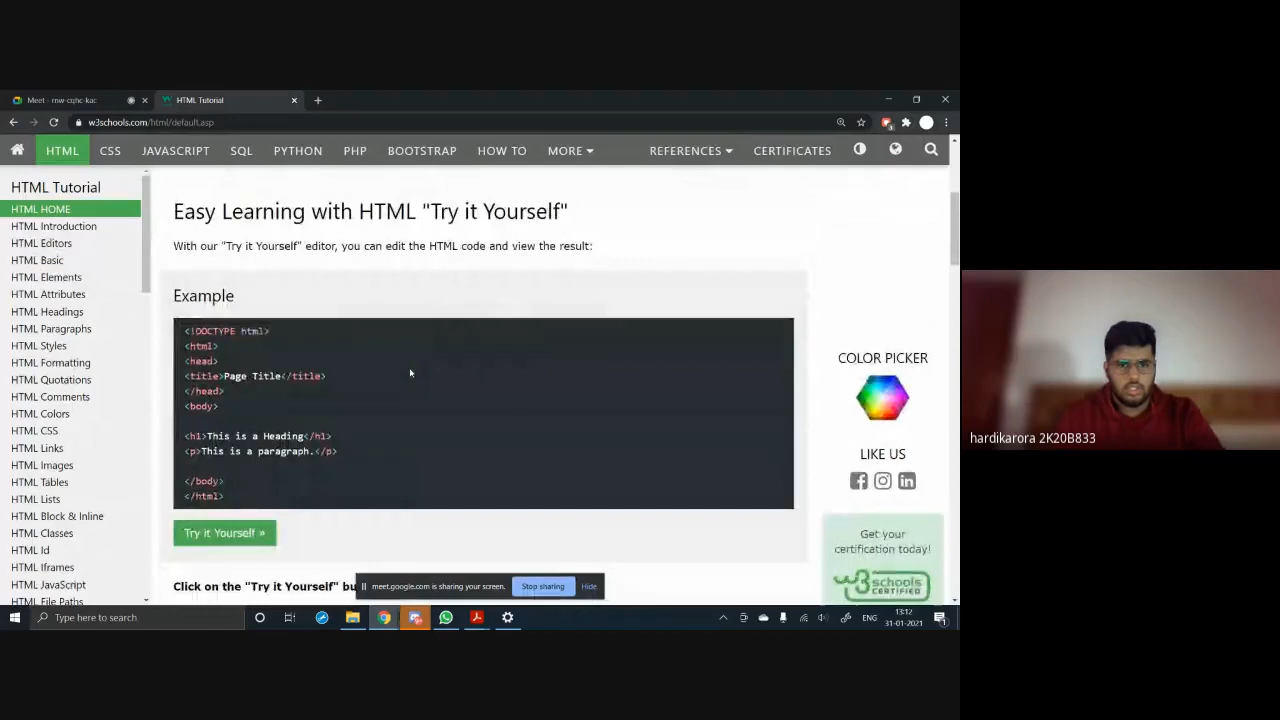 Meet - rnw-cqhc-kac
HTML Tutorial
w3schools.com/html/default.asp
HTML CSS JAVASCRIPT SQL PYTHON PHP BOOTSTRAP HOW TO MORE REFERENCES CERTIFICATES
HTML Tutorial
HTML HOME
HTML Introduction
HTML Editors
HTML Basic
HTML Elements
HTML Attributes
HTML Headings
HTML Paragraphs
HTML Styles
HTML Formatting
HTML Quotations
HTML Comments
HTML Colors
HTML CSS
HTML Links
HTML Images
HTML Tables
HTML Lists
HTML Block & Inline
HTML Classes
HTML Id
HTML Iframes
HTML JavaScript
HTML File Paths
Easy Learning with HTML "Try it Yourself"
With our "Try it Yourself" editor, you can edit the HTML code and view the result:
Example
<!DOCTYPE html>
<html>
<head>
<title>Page Title</title>
</head>
<body>
<h1>This is a Heading</h1>
<p>This is a paragraph.</p>
</body>
</html>
Try it Yourself »
Click on the "Try it Yourself" bu
COLOR PICKER
LIKE US
Get your
certification today!
w3schools
CERTIFIED
meet.google.com is sharing your screen.
Stop sharing
Hide
hardikarora 2K20B833
Type here to search
ENG
13:12
31-01-2021